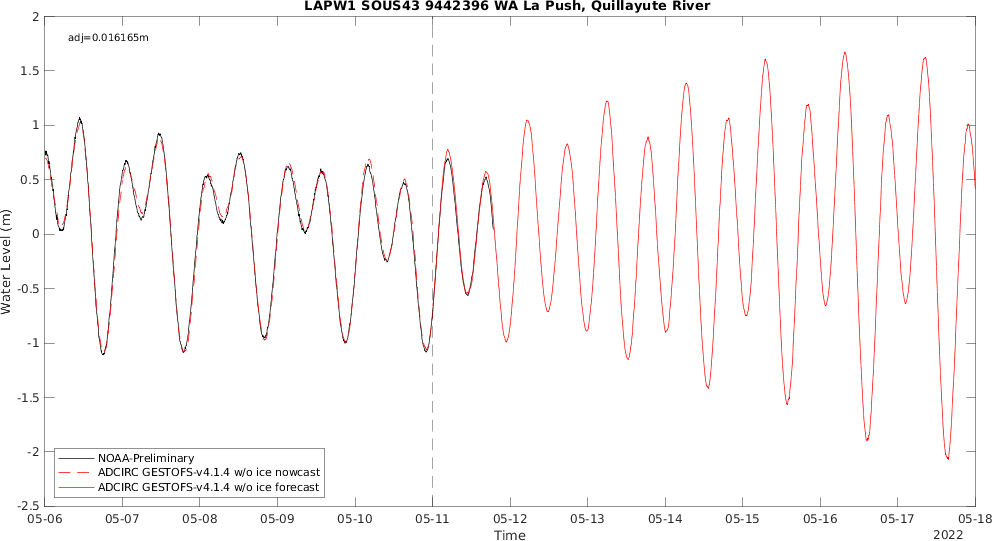 LAPW1 SOUS43 9442396 WA La Push, Quillayute River
adj=0.016165m
2
1.5
1
0.5
0
-0.5
-1
-1.5
-2
-2.5
Water Level (m)
NOAA-Preliminary
ADCIRC GESTOFS-v4.1.4 w/o ice nowcast
ADCIRC GESTOFS-v4.1.4 w/o ice forecast
05-06 05-07 05-08 05-09 05-10 05-11 05-12 05-13 05-14 05-15 05-16 05-17 05-18
Time
2022